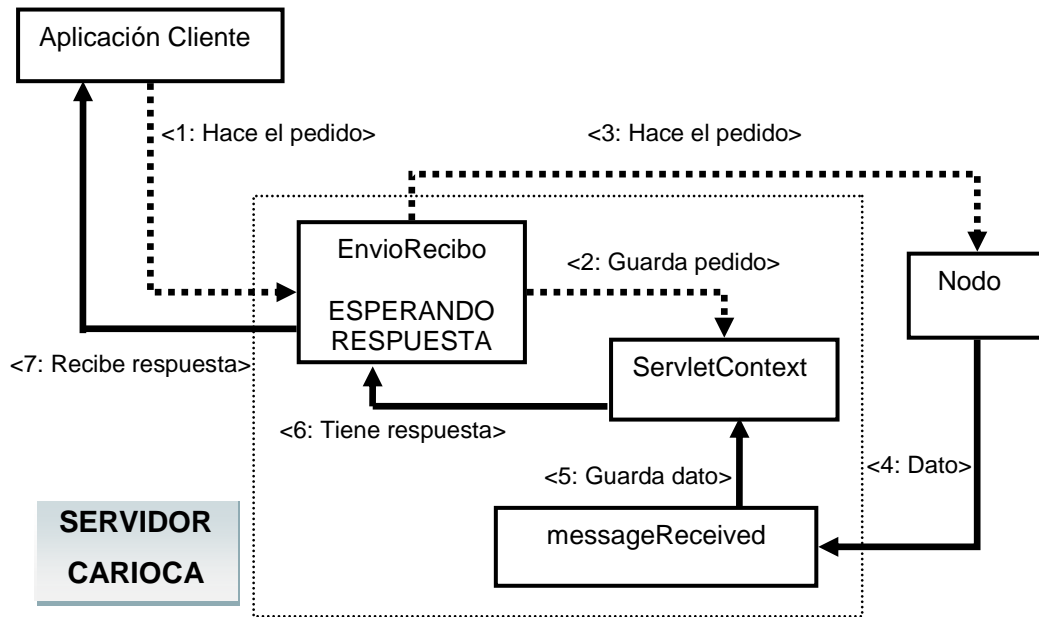 Aplicación Cliente
<1: Hace el pedido>
<3: Hace el pedido>
EnvioRecibo
ESPERANDO
RESPUESTA
<2: Guarda pedido>
Nodo
<7: Recibe respuesta>
ServletContext
<6: Tiene respuesta>
<5: Guarda dato>
<4: Dato>
SERVIDOR
CARIOCA
messageReceived